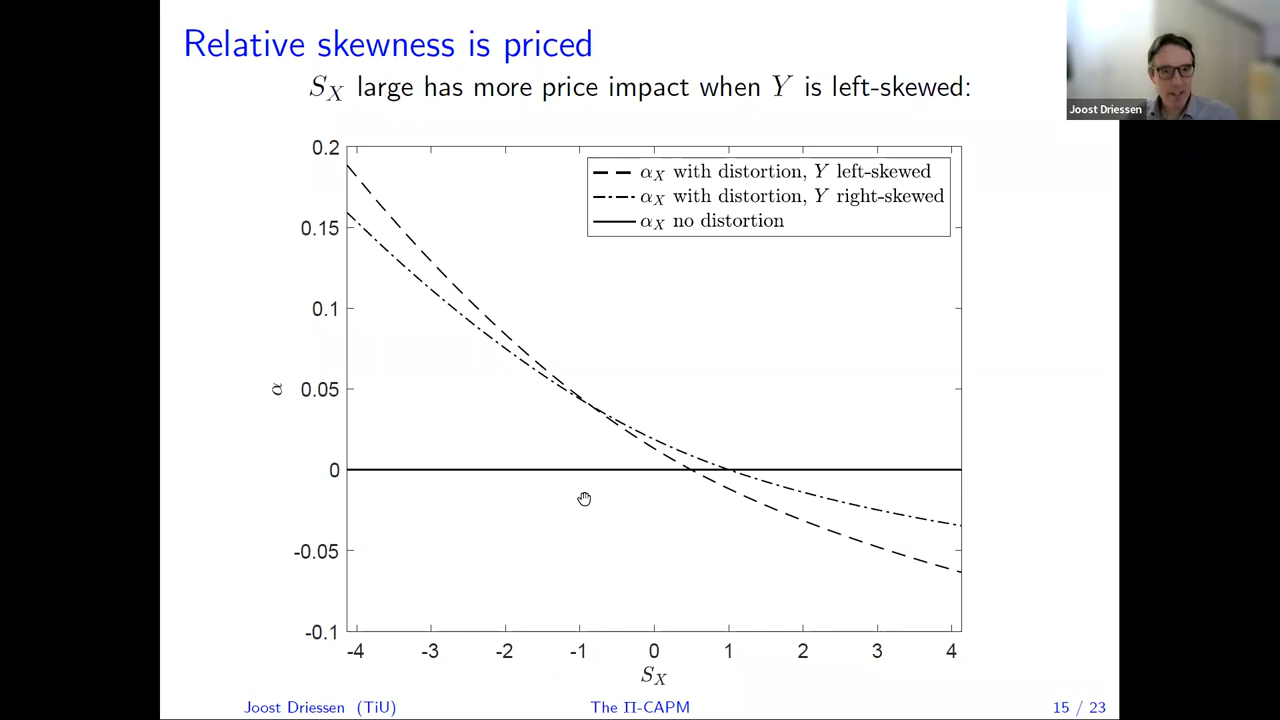 Relative skewness is priced
S_X large has more price impact when Y is left-skewed:
Joost Driessen
α_X with distortion, Y left-skewed
α_X with distortion, Y right-skewed
α_X no distortion
0.2
0.15
0.1
0.05
0
-0.05
-0.1
α
-4 -3 -2 -1 0 1 2 3 4
S_X
Joost Driessen (TiU) The Π-CAPM 15 / 23